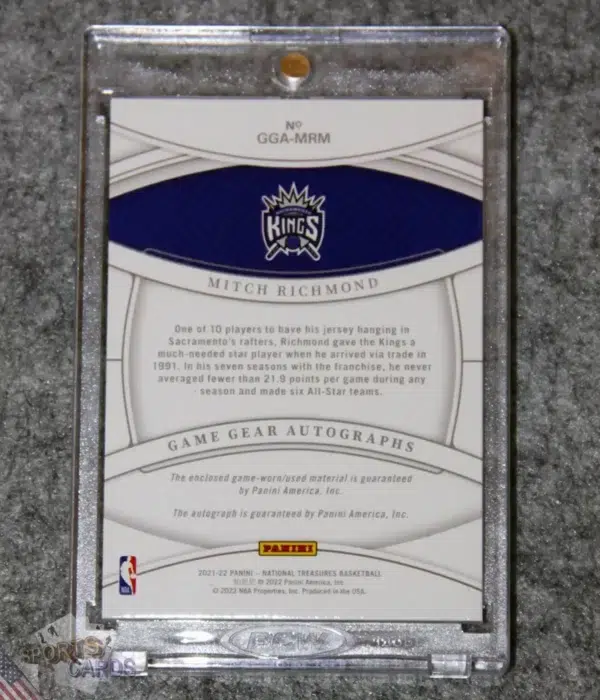 Nº
GGA-MRM
KINGS
MITCH RICHMOND
One of 10 players to have his jersey hanging in
Sacramento's rafters, Richmond gave the Kings a
much-needed star player when he arrived via trade in
1991. In his seven seasons with the franchise, he never
averaged fewer than 21.9 points per game during any
season and made six All-Star teams.
GAME GEAR AUTOGRAPHS
The enclosed game-worn/used material is guaranteed
by Panini America, Inc.
The autograph is guaranteed by Panini America, Inc.
PANINI
2021-22 PANINI – NATIONAL TREASURES BASKETBALL
© 2022 Panini America, Inc.
© 2022 NBA Properties, Inc. Produced in the USA.
NBA
SPORTS
CARDS